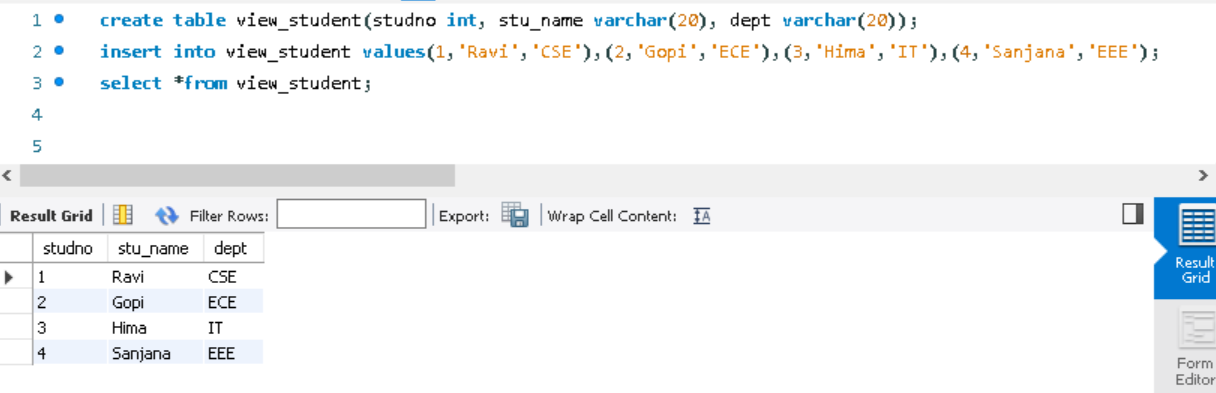 1 create table view_student(studno int, stu_name varchar(20), dept varchar(20));
2 insert into view_student values(1,'Ravi','CSE'),(2,'Gopi','ECE'),(3,'Hima','IT'),(4,'Sanjana','EEE');
3 select *from view_student;
4
5
Result Grid Filter Rows: Export: Wrap Cell Content: IA
studno stu_name dept
1 Ravi CSE
2 Gopi ECE
3 Hima IT
4 Sanjana EEE
Result
Grid
Form
Editor